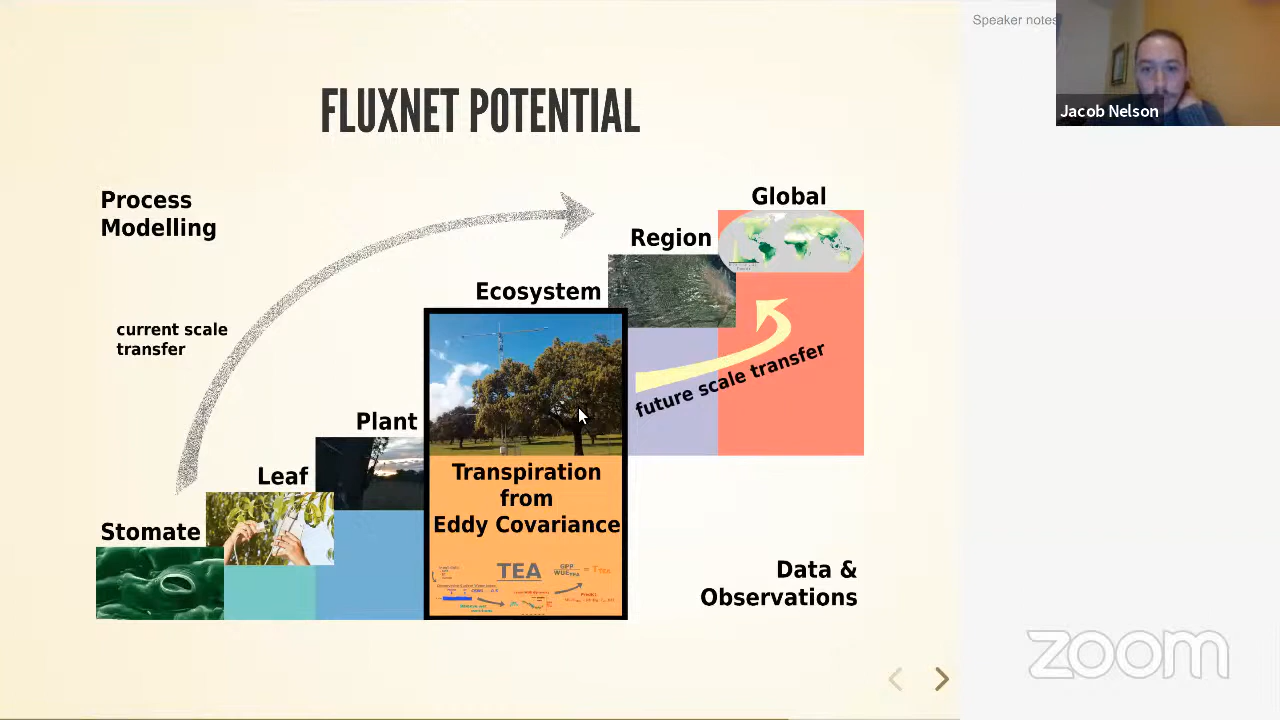 Speaker notes
Jacob Nelson
FLUXNET POTENTIAL
Process
Modelling
Global
Region
Ecosystem
current scale
transfer
future scale transfer
Plant
Leaf
Stomate
Transpiration
from
Eddy Covariance
TEA
GPP
Data &
Observations
zoom